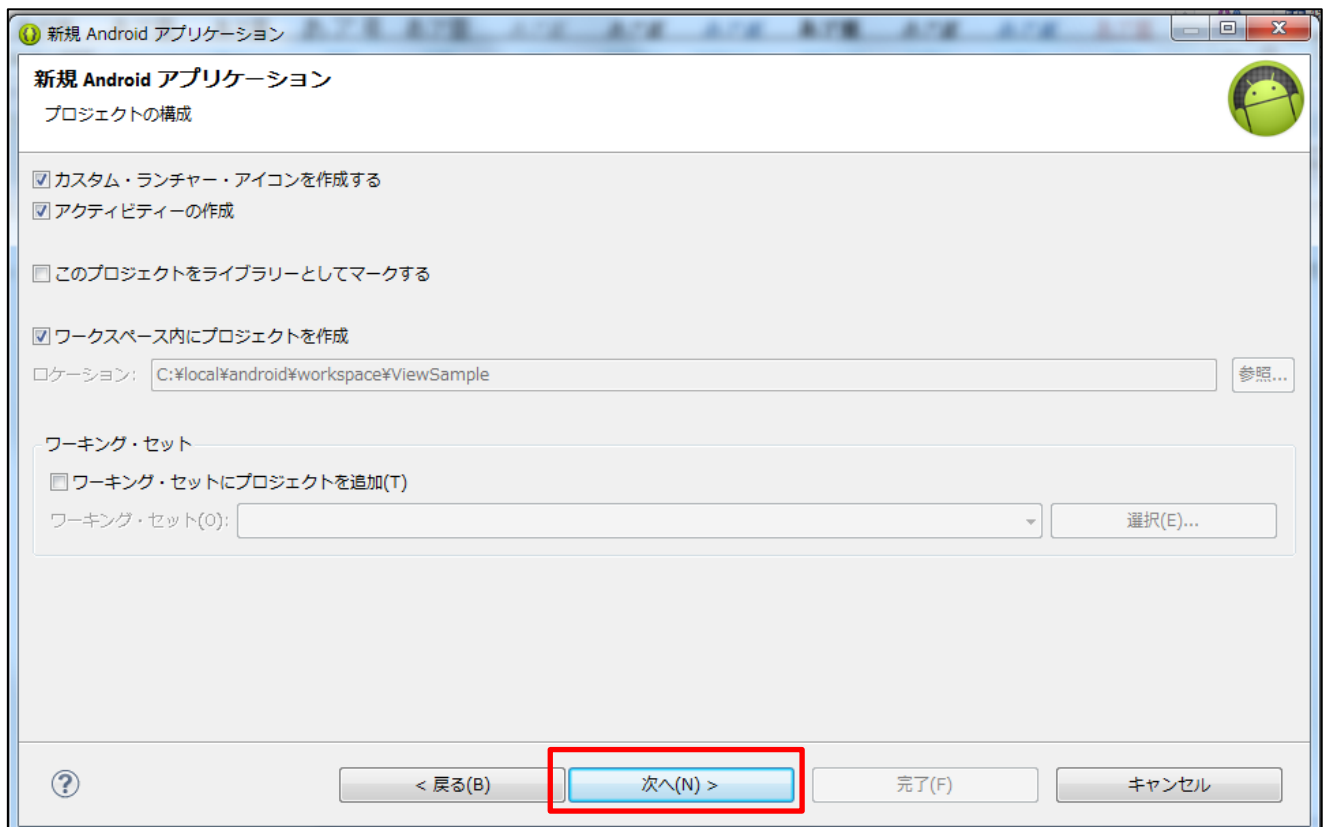 新規 Android アプリケーション
新規 Android アプリケーション
プロジェクトの構成
カスタム・ランチャー・アイコンを作成する
アクティビティーの作成
このプロジェクトをライブラリーとしてマークする
ワークスペース内にプロジェクトを作成
ロケーション: C:¥local¥android¥workspace¥ViewSample 参照...
ワーキング・セット
ワーキング・セットにプロジェクトを追加(T)
ワーキング・セット(O): 選択(E)...
? < 戻る(B) 次へ(N) > 完了(F) キャンセル